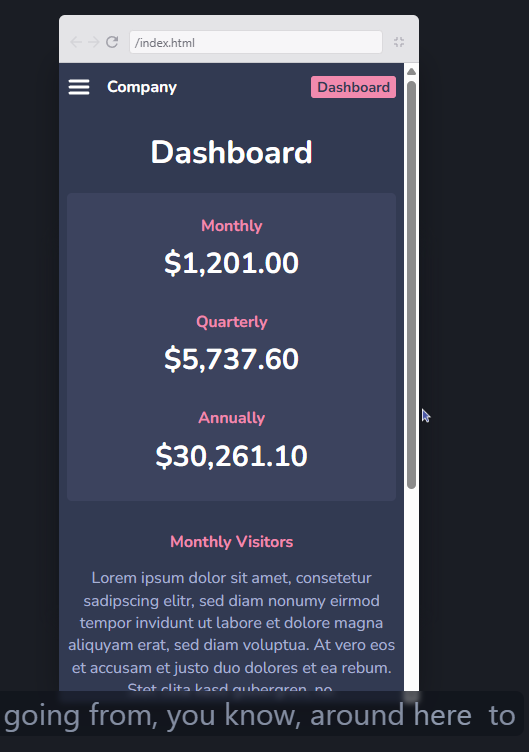 /index.html
Company
Dashboard
Dashboard
Monthly
$1,201.00
Quarterly
$5,737.60
Annually
$30,261.10
Monthly Visitors
Lorem ipsum dolor sit amet, consetetur
sadipscing elitr, sed diam nonumy eirmod
tempor invidunt ut labore et dolore magna
aliquyam erat, sed diam voluptua. At vero eos
et accusam et justo duo dolores et ea rebum.
Stet clita kasd gubergren, no
going from, you know, around here to